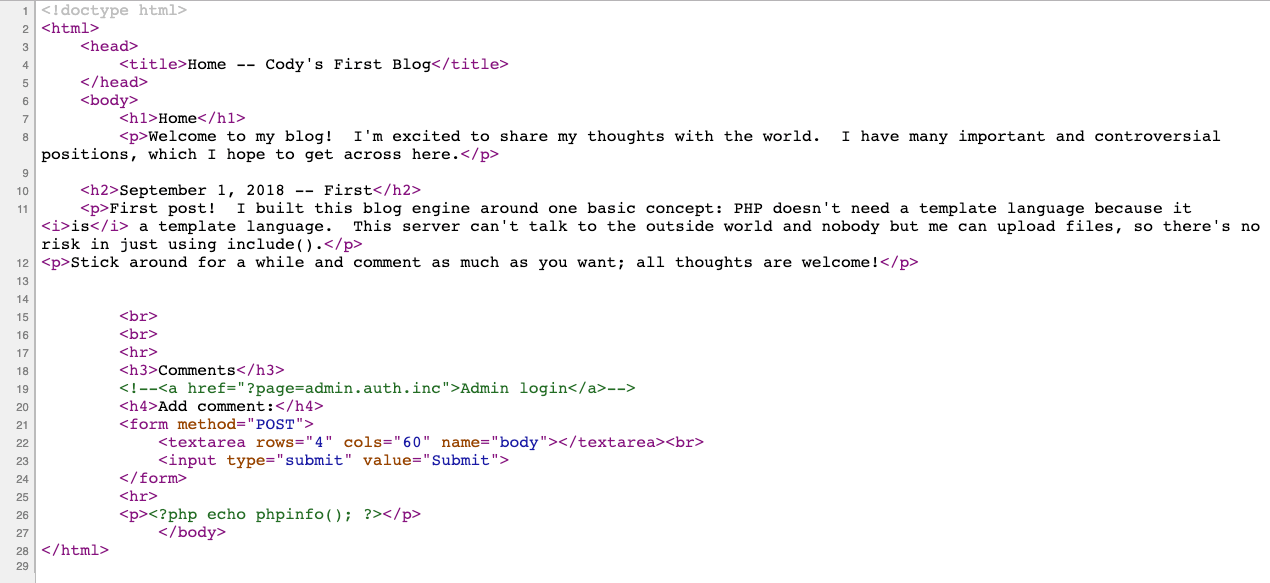 1 <!doctype html>
2 <html>
3 <head>
4 <title>Home -- Cody's First Blog</title>
5 </head>
6 <body>
7 <h1>Home</h1>
8 <p>Welcome to my blog!  I'm excited to share my thoughts with the world.  I have many important and controversial
positions, which I hope to get across here.</p>
9
10 <h2>September 1, 2018 -- First</h2>
11 <p>First post!  I built this blog engine around one basic concept: PHP doesn't need a template language because it
<i>is</i> a template language.  This server can't talk to the outside world and nobody but me can upload files, so there's no
risk in just using include().</p>
12 <p>Stick around for a while and comment as much as you want; all thoughts are welcome!</p>
13
14
15 <br>
16 <br>
17 <hr>
18 <h3>Comments</h3>
19 <!--<a href="?page=admin.auth.inc">Admin login</a>-->
20 <h4>Add comment:</h4>
21 <form method="POST">
22 <textarea rows="4" cols="60" name="body"></textarea><br>
23 <input type="submit" value="Submit">
24 </form>
25 <hr>
26 <p><?php echo phpinfo(); ?></p>
27 </body>
28 </html>
29